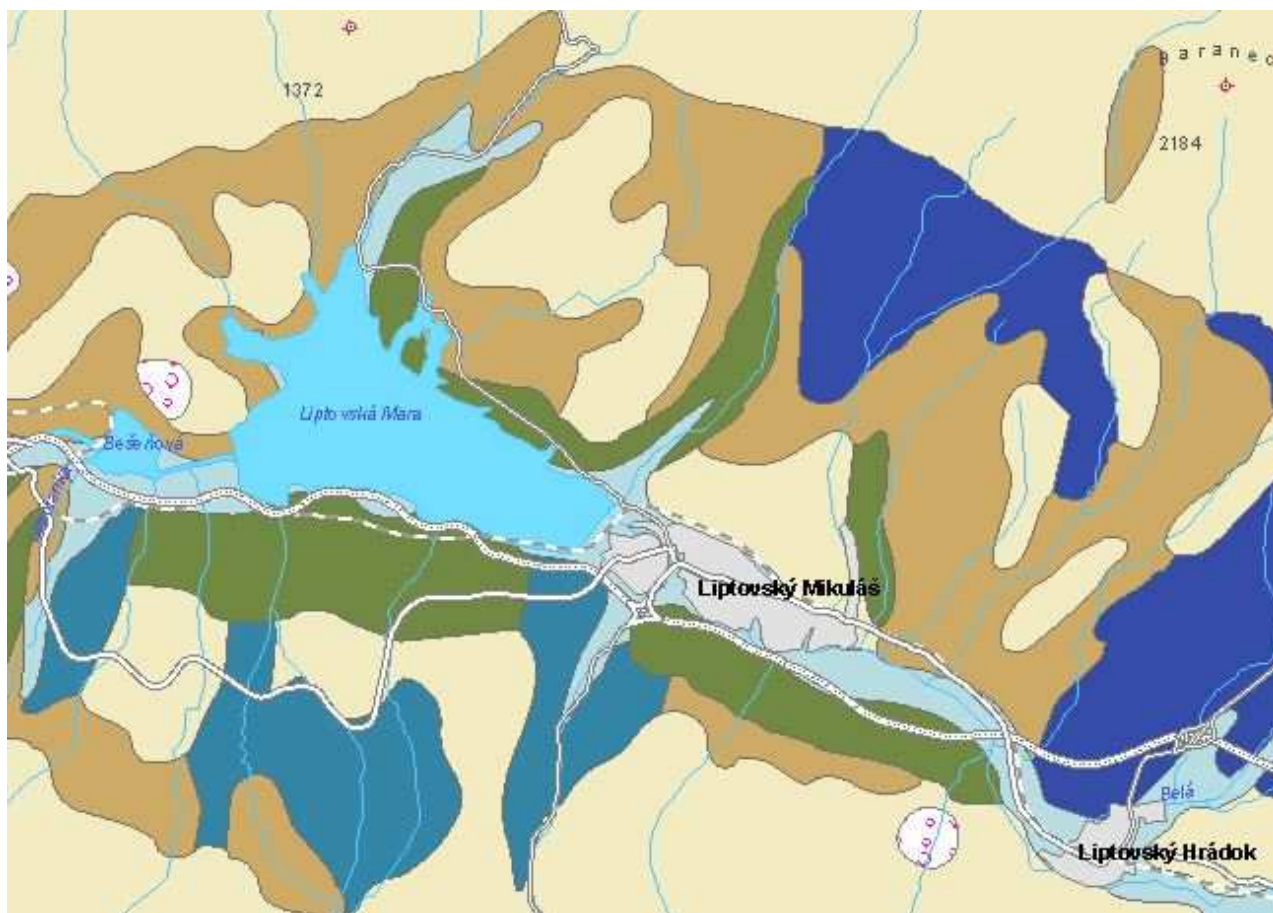 Baranec
1372
2184
Liptovská Mara
Bešeňová
Liptovský Mikuláš
Belá
Liptovský Hrádok